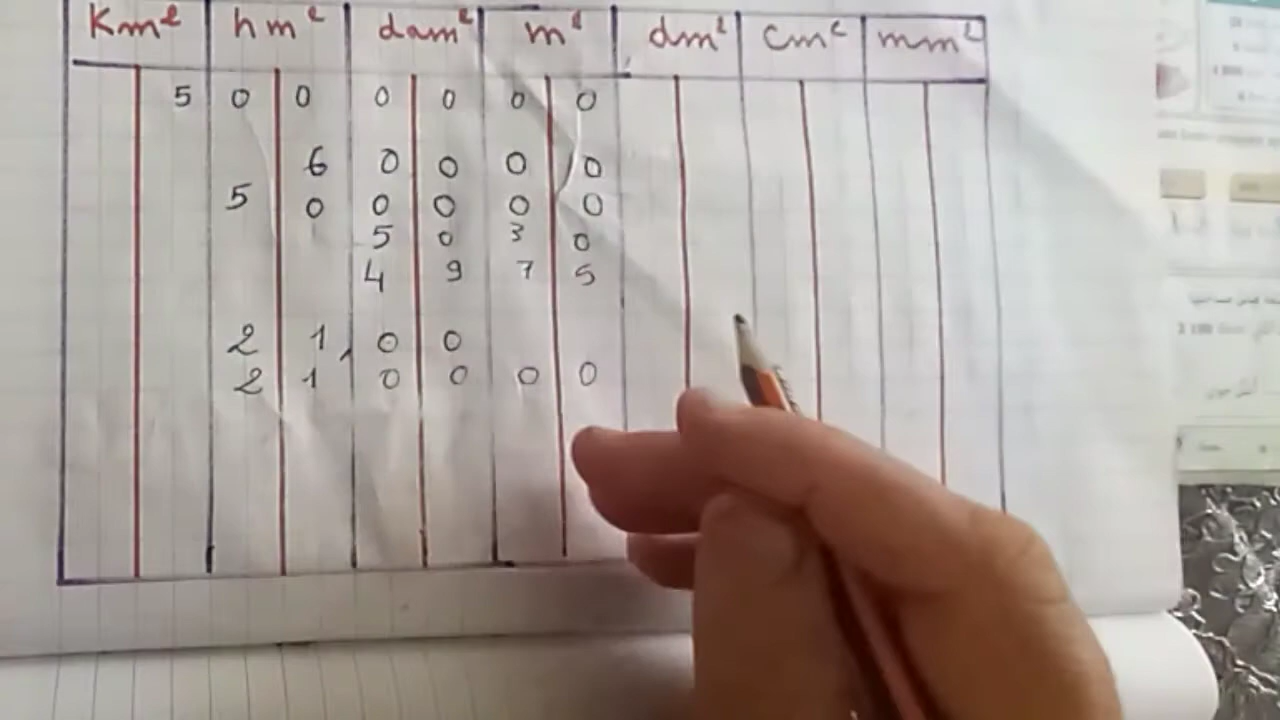 Km² hm² dam² m² dm² cm² mm²
5 0 0 0 0 0 0
6 0 0 0 0
5 0 0 0 0 0
5 0 3 0
4 9 7 5
2 1, 0 0
2 1 0 0 0 0